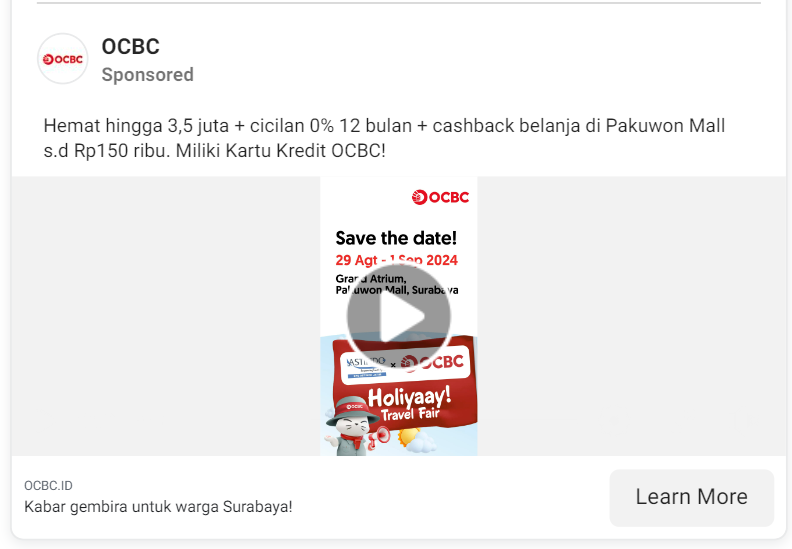 OCBC
OCBC
Sponsored
Hemat hingga 3,5 juta + cicilan 0% 12 bulan + cashback belanja di Pakuwon Mall
s.d Rp150 ribu. Miliki Kartu Kredit OCBC!
OCBC
Save the date!
29 Agt - 1 Sep 2024
Grand Atrium,
Pakuwon Mall, Surabaya
x OCBC
Holiyaay!
Travel Fair
OCBC
OCBC.ID
Kabar gembira untuk warga Surabaya!
Learn More